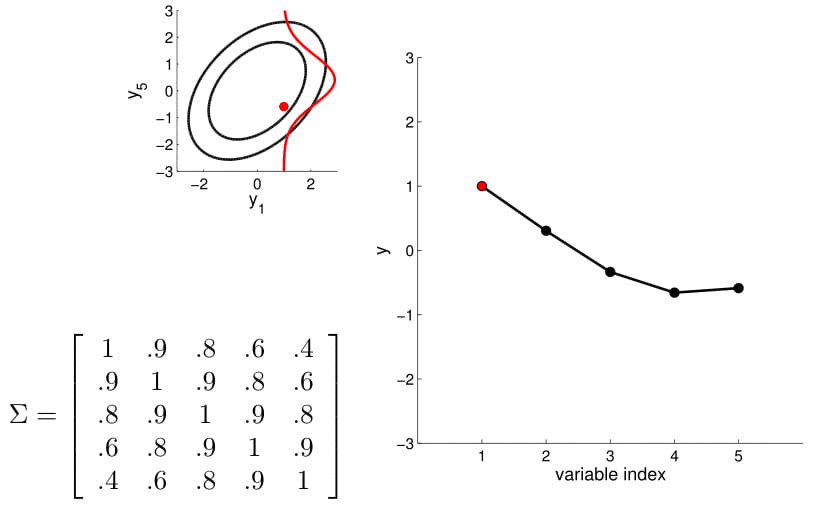 3
2
1
0
−1
−2
−3
y5
−2 0 2
y1
3
2
1
0
−1
−2
−3
y
1 2 3 4 5
variable index
Σ =
1 .9 .8 .6 .4
.9 1 .9 .8 .6
.8 .9 1 .9 .8
.6 .8 .9 1 .9
.4 .6 .8 .9 1